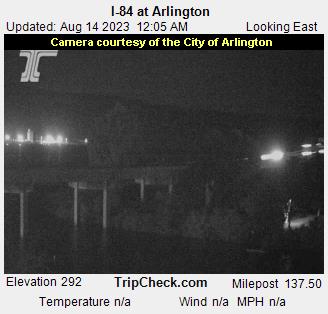 I-84 at Arlington
Updated: Aug 14 2023 12:05 AM Looking East
Camera courtesy of the City of Arlington
Elevation 292 TripCheck.com Milepost 137.50
Temperature n/a Wind n/a MPH n/a